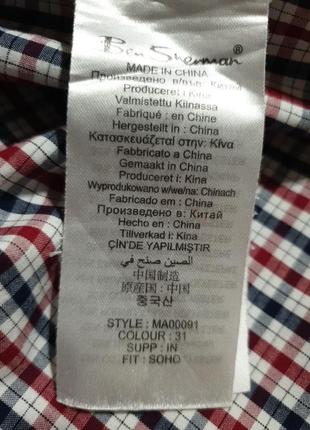 Ben Sherman®
MADE IN CHINA
Произведено в/във: Китай
Produceret i Kina
Valmistettu Kiinassa
Fabriqué : en Chine
Hergestellt in : China
Κατασκευάζεται στην: Κίνα
Fabbricato a China
Gemaakt in China
Produceret i: Kina
Wyprodukowano w/we/na: Chinach
Fabricado em : China
Произведено в: Китай
Hecho en : China
Tillverkad i : Kina
ÇİN'DE YAPILMIŞTIR
الصين صنع في
中国制造
原産国：中国
중국산
STYLE : MA00091
COLOUR : 31
SUPP : IN
FIT : SOHO